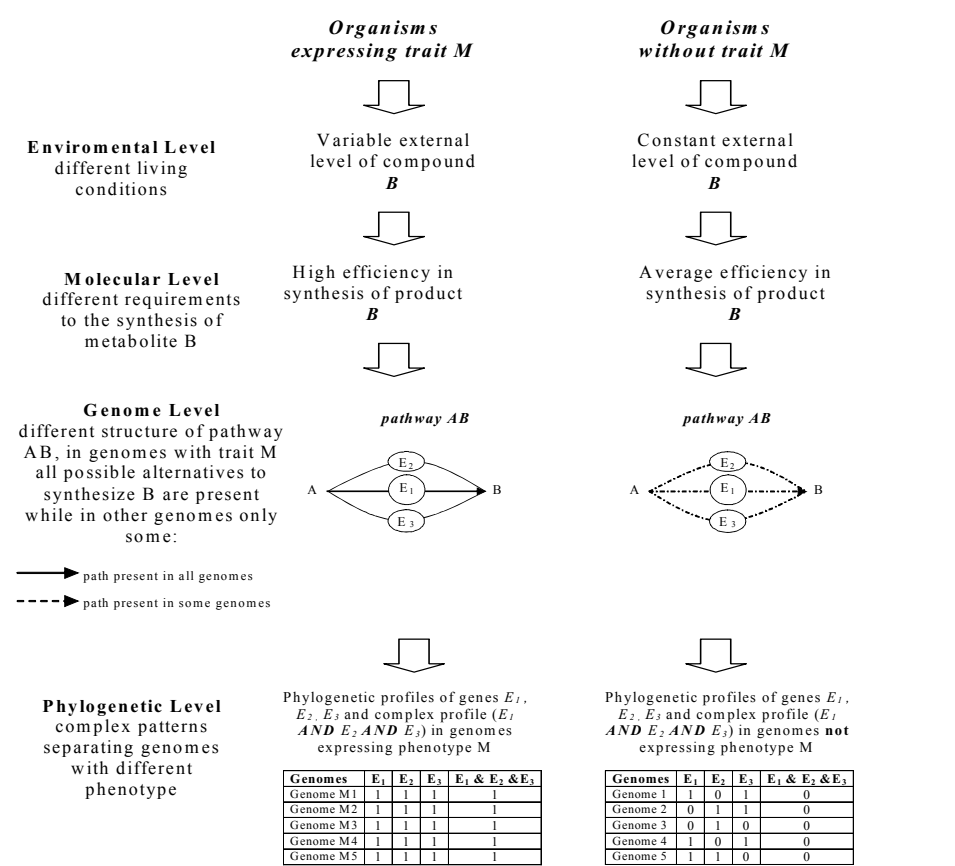 Organisms
expressing trait M
Organisms
without trait M
Enviromental Level
different living
conditions
Variable external
level of compound
B
Constant external
level of compound
B
Molecular Level
different requirements
to the synthesis of
metabolite B
High efficiency in
synthesis of product
B
Average efficiency in
synthesis of product
B
Genome Level
different structure of pathway
AB, in genomes with trait M
all possible alternatives to
synthesize B are present
while in other genomes only
some:
pathway AB
A E2 B
E1
E3
pathway AB
A E2 B
E1
E3
path present in all genomes
path present in some genomes
Phylogenetic Level
complex patterns
separating genomes
with different
phenotype
Phylogenetic profiles of genes E1,
E2, E3 and complex profile (E1
AND E2 AND E3) in genomes
expressing phenotype M
Genomes E1 E2 E3 E1 & E2 &E3
Genome M1 1 1 1 1
Genome M2 1 1 1 1
Genome M3 1 1 1 1
Genome M4 1 1 1 1
Genome M5 1 1 1 1
Phylogenetic profiles of genes E1,
E2, E3 and complex profile (E1
AND E2 AND E3) in genomes not
expressing phenotype M
Genomes E1 E2 E3 E1 & E2 &E3
Genome 1 1 0 1 0
Genome 2 0 1 1 0
Genome 3 0 1 0 0
Genome 4 1 0 1 0
Genome 5 1 1 0 0